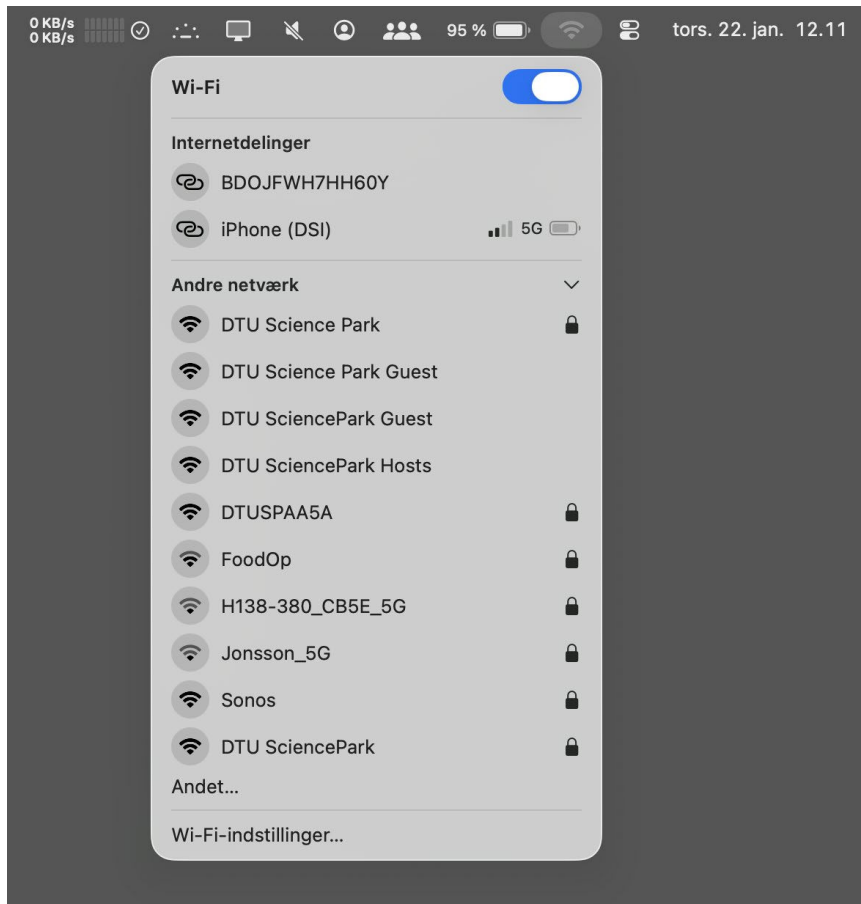 0 KB/s
0 KB/s
95 %
tors. 22. jan. 12.11
Wi-Fi
Internetdelinger
BDOJFWH7HH60Y
iPhone (DSI) 5G
Andre netværk
DTU Science Park
DTU Science Park Guest
DTU SciencePark Guest
DTU SciencePark Hosts
DTUSPAA5A
FoodOp
H138-380_CB5E_5G
Jonsson_5G
Sonos
DTU SciencePark
Andet...
Wi-Fi-indstillinger...